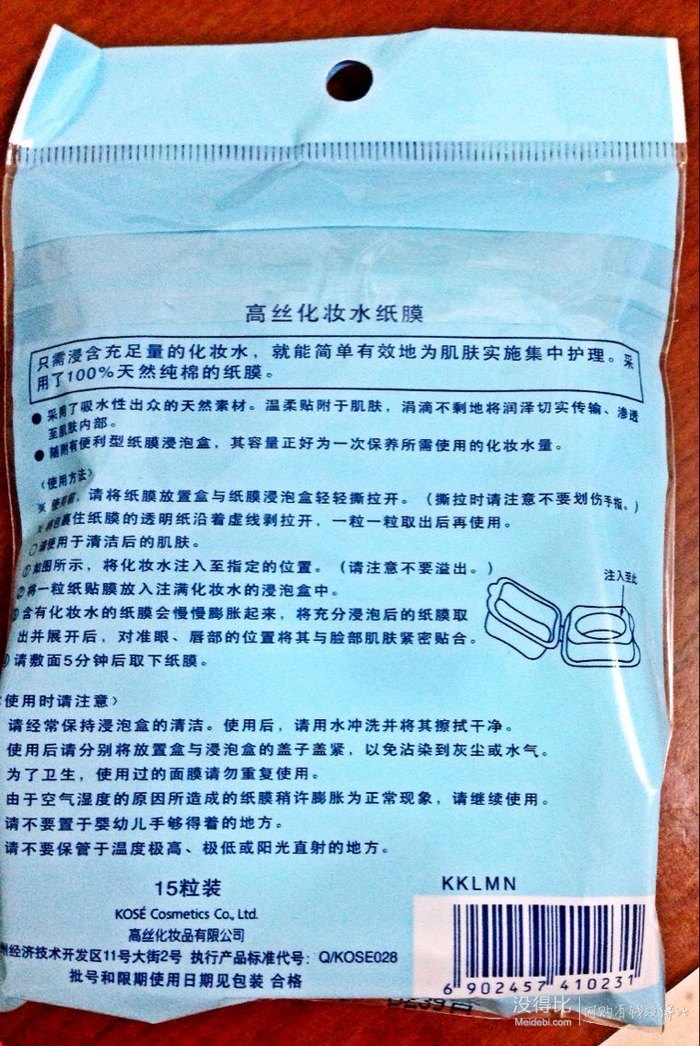 高丝化妆水纸膜
只需浸含充足量的化妆水，就能简单有效地为肌肤实施集中护理。采
用了100%天然纯棉的纸膜。
● 采用了吸水性出众的天然素材。温柔贴附于肌肤，涓滴不剩地将润泽切实传输、渗透
至肌肤内部。
● 随附有便利型纸膜浸泡盒，其容量正好为一次保养所需使用的化妆水量。
〈使用方法〉
※ 使用前，请将纸膜放置盒与纸膜浸泡盒轻轻撕拉开。（撕拉时请注意不要划伤手指。）
※ 将包裹住纸膜的透明纸沿着虚线剥拉开，一粒一粒取出后再使用。
○请使用于清洁后的肌肤。
①如图所示，将化妆水注入至指定的位置。（请注意不要溢出。）
注入至此
②将一粒纸贴膜放入注满化妆水的浸泡盒中。
③含有化妆水的纸膜会慢慢膨胀起来，将充分浸泡后的纸膜取
出并展开后，对准眼、唇部的位置将其与脸部肌肤紧密贴合。
请敷面5分钟后取下纸膜。
使用时请注意〉
请经常保持浸泡盒的清洁。使用后，请用水冲洗并将其擦拭干净。
使用后请分别将放置盒与浸泡盒的盖子盖紧，以免沾染到灰尘或水气。
为了卫生，使用过的面膜请勿重复使用。
由于空气湿度的原因所造成的纸膜稍许膨胀为正常现象，请继续使用。
请不要置于婴幼儿手够得着的地方。
请不要保管于温度极高、极低或阳光直射的地方。
15粒装
KKLMN
KOSÉ Cosmetics Co., Ltd.
高丝化妆品有限公司
州经济技术开发区11号大街2号 执行产品标准代号：Q/KOSE028
批号和限期使用日期见包装 合格
6 902457 410231
没得比
Meidebi.com
网购有钱没得比